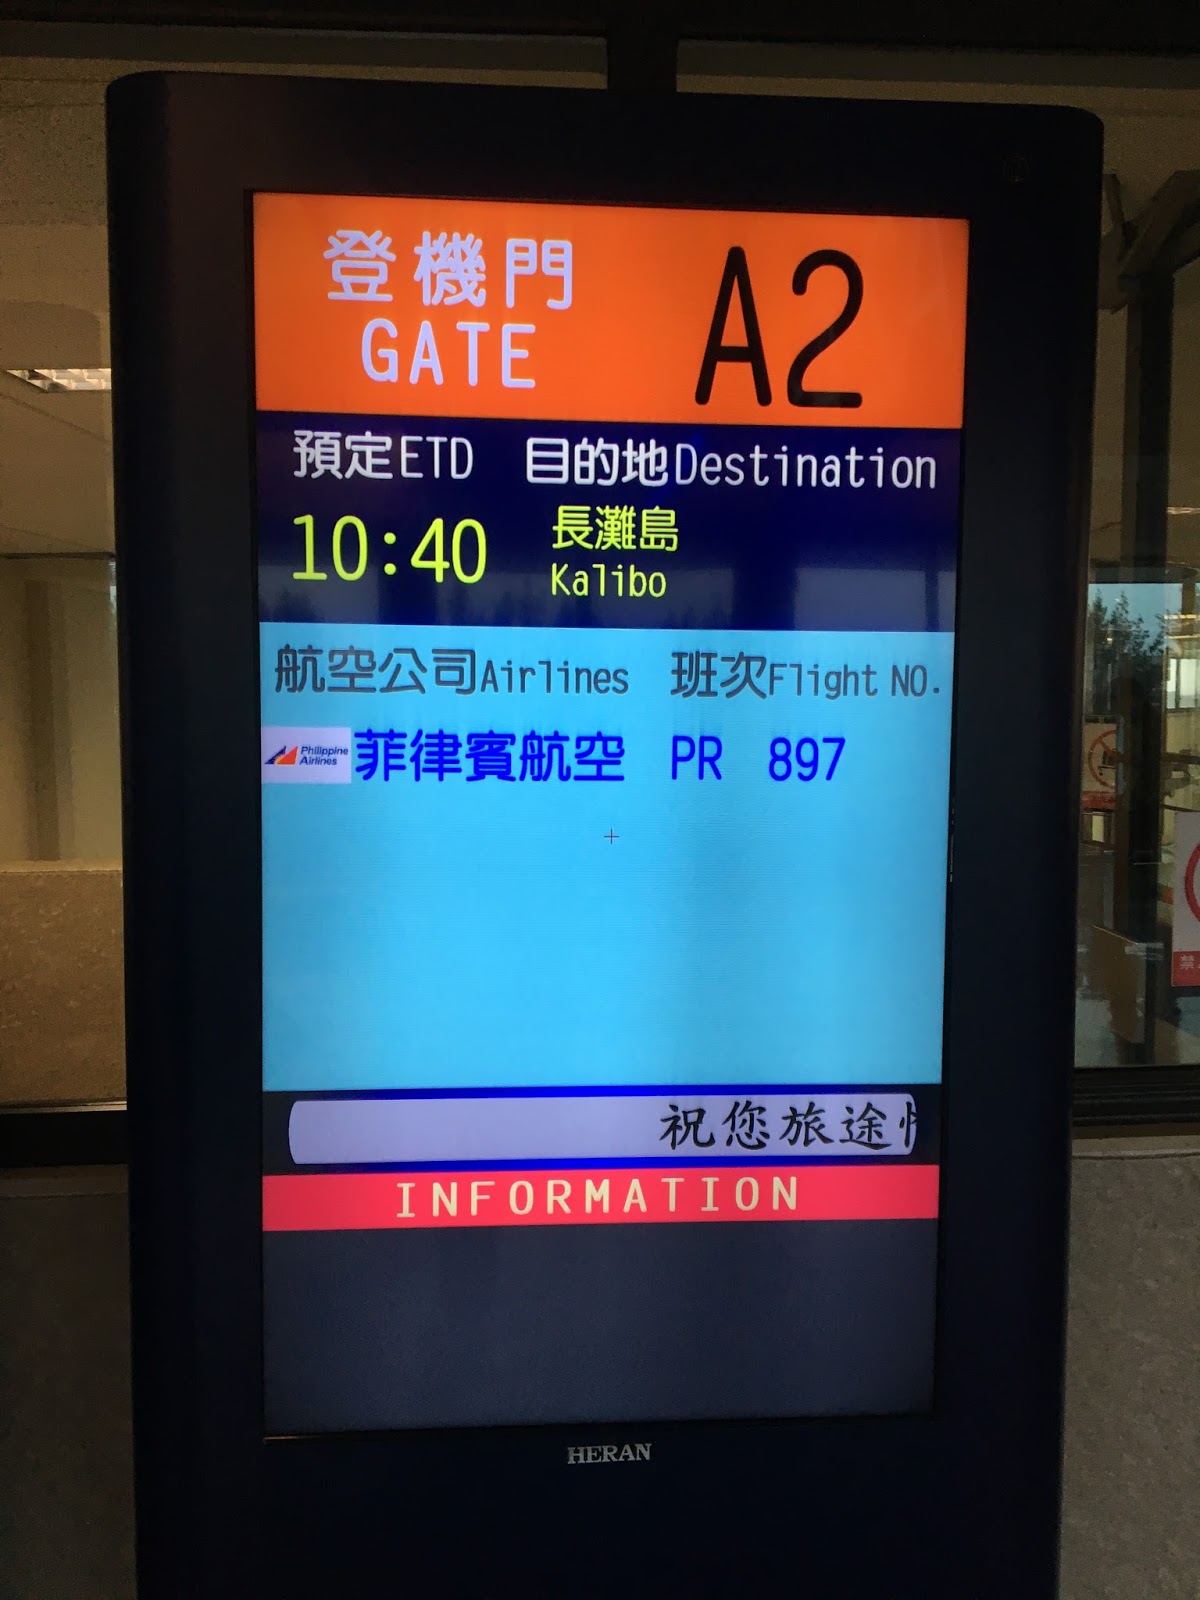 登機門 A2
GATE
預定ETD 目的地Destination
10:40 長灘島
Kalibo
航空公司Airlines 班次Flight NO.
Philippine
Airlines
菲律賓航空 PR 897
祝您旅途
INFORMATION
HERAN
禁